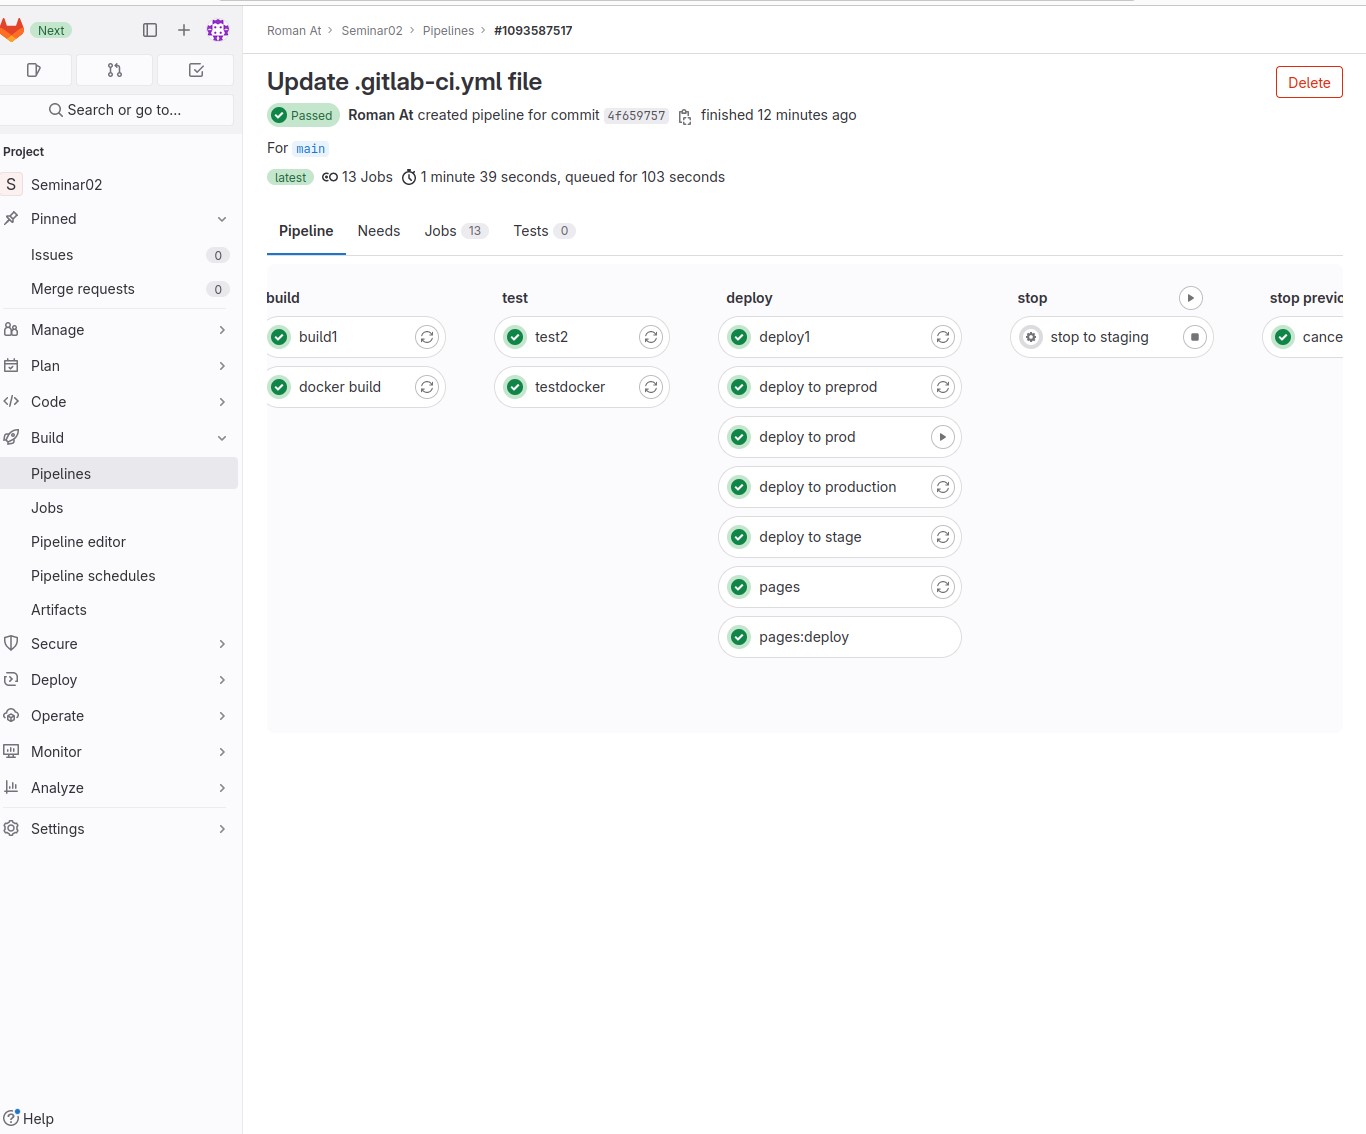 Next
Roman At > Seminar02 > Pipelines > #1093587517
Update .gitlab-ci.yml file
Delete
Passed Roman At created pipeline for commit 4f659757 finished 12 minutes ago
For main
latest 13 Jobs 1 minute 39 seconds, queued for 103 seconds
Search or go to...
Project
S Seminar02
Pinned
Issues 0
Merge requests 0
Manage
Plan
Code
Build
Pipelines
Jobs
Pipeline editor
Pipeline schedules
Artifacts
Secure
Deploy
Operate
Monitor
Analyze
Settings
Help
Pipeline Needs Jobs 13 Tests 0
build
build1
docker build
test
test2
testdocker
deploy
deploy1
deploy to preprod
deploy to prod
deploy to production
deploy to stage
pages
pages:deploy
stop
stop to staging
stop previc
cance